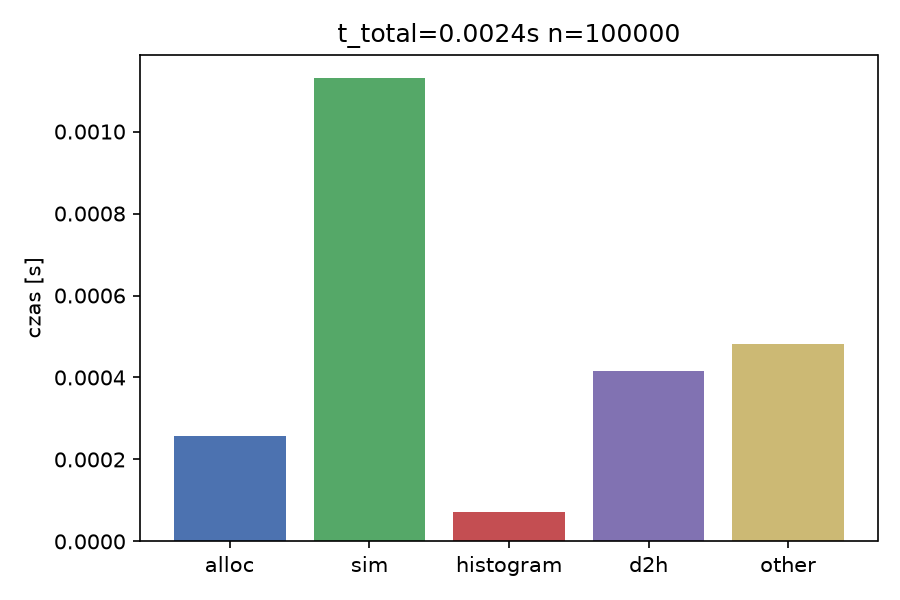 t_total=0.0024s n=100000
czas [s]
0.0010
0.0008
0.0006
0.0004
0.0002
0.0000
alloc
sim
histogram
d2h
other